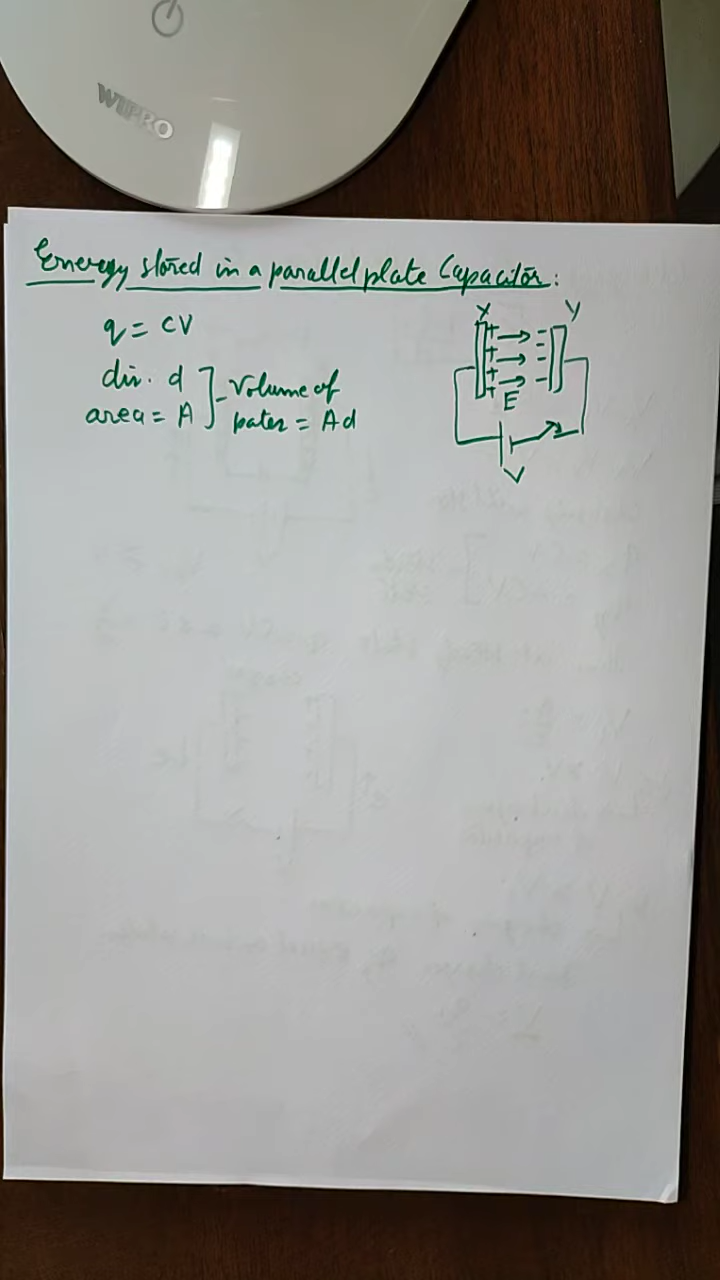 WIPRO
Energy stored in a parallel plate Capacitor:
q = CV
dis. d
area = A
Volume of
plates = Ad
X Y
+ + + +
- - - -
E
V